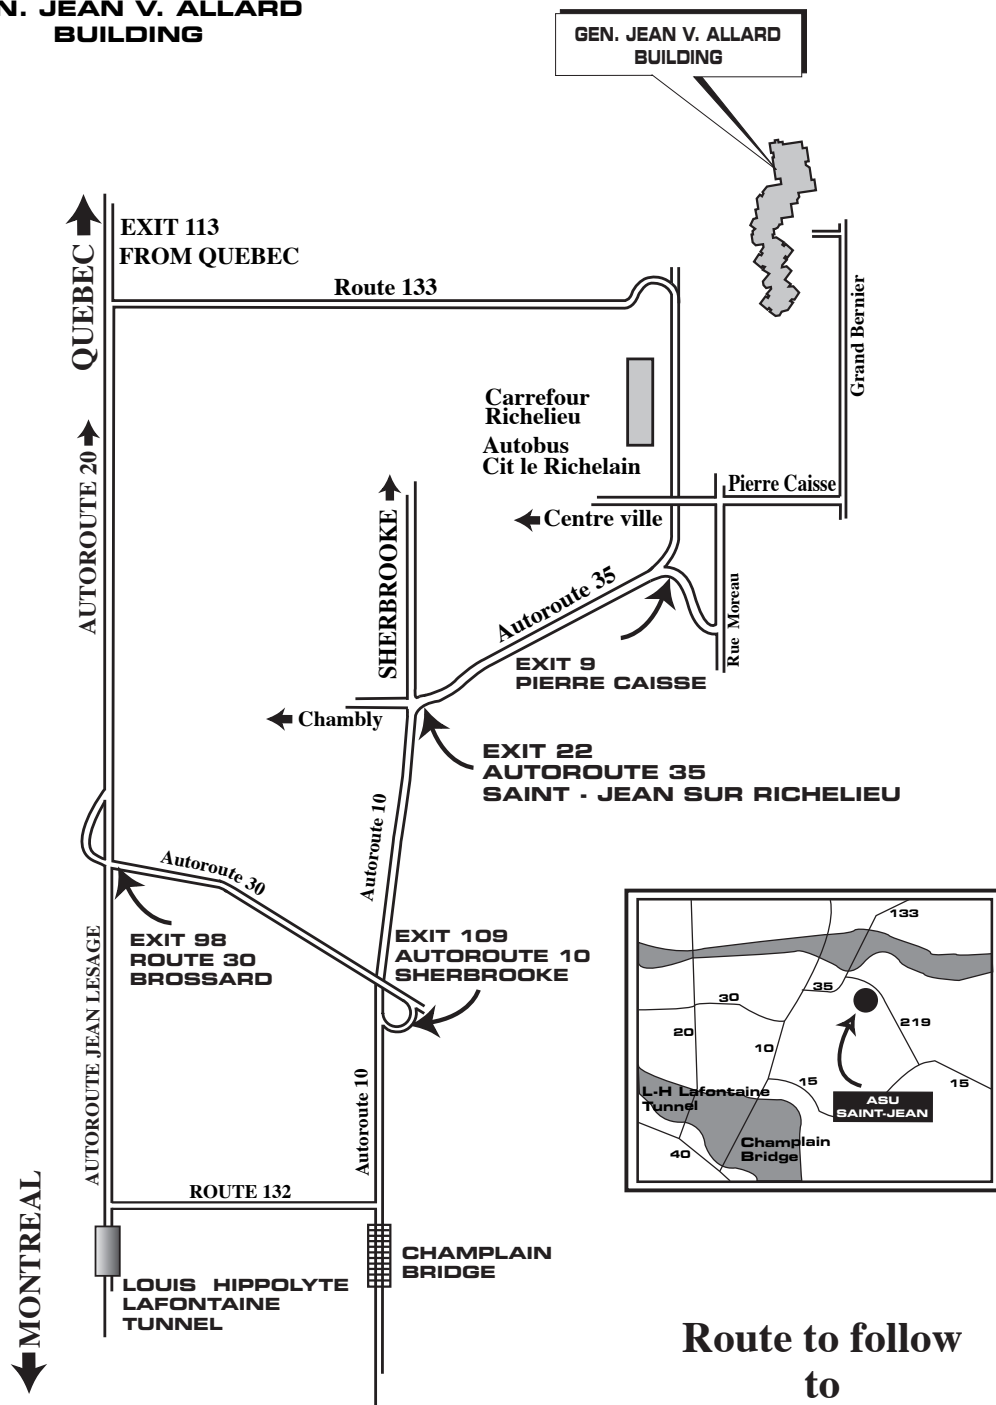 N. JEAN V. ALLARD
BUILDING
GEN. JEAN V. ALLARD
BUILDING
QUEBEC
EXIT 113
FROM QUEBEC
Route 133
Grand Bernier
Carrefour
Richelieu
Autobus
Cit le Richelain
AUTOROUTE 20
SHERBROOKE
Pierre Caisse
Centre ville
Autoroute 35
Rue Moreau
EXIT 9
PIERRE CAISSE
Chambly
EXIT 22
AUTOROUTE 35
SAINT - JEAN SUR RICHELIEU
Autoroute 10
Autoroute 30
EXIT 98
ROUTE 30
BROSSARD
EXIT 109
AUTOROUTE 10
SHERBROOKE
AUTOROUTE JEAN LESAGE
Autoroute 10
ROUTE 132
MONTREAL
LOUIS HIPPOLYTE
LAFONTAINE
TUNNEL
CHAMPLAIN
BRIDGE
133
35
30
219
20
10
15
15
L-H Lafontaine
Tunnel
ASU
SAINT-JEAN
Champlain
Bridge
40
Route to follow
to